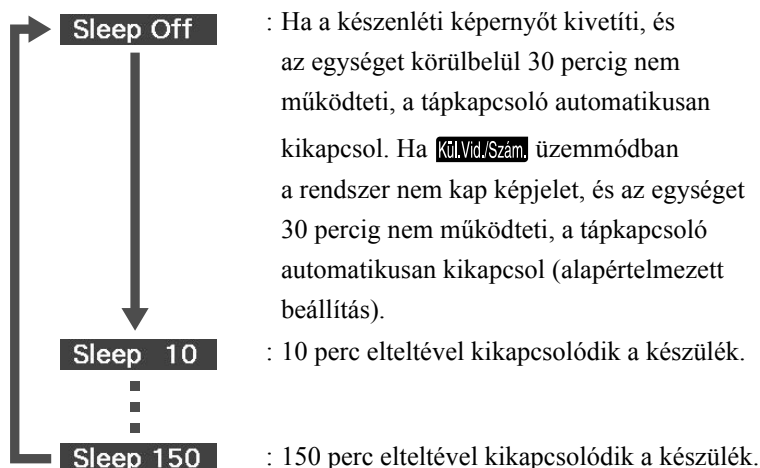 Sleep Off : Ha a készenléti képernyőt kivetíti, és
az egységet körülbelül 30 percig nem
működteti, a tápkapcsoló automatikusan
kikapcsol. Ha Kül.Vid./Szám. üzemmódban
a rendszer nem kap képjelet, és az egységet
30 percig nem működteti, a tápkapcsoló
automatikusan kikapcsol (alapértelmezett
beállítás).
Sleep 10 : 10 perc elteltével kikapcsolódik a készülék.
Sleep 150 : 150 perc elteltével kikapcsolódik a készülék.